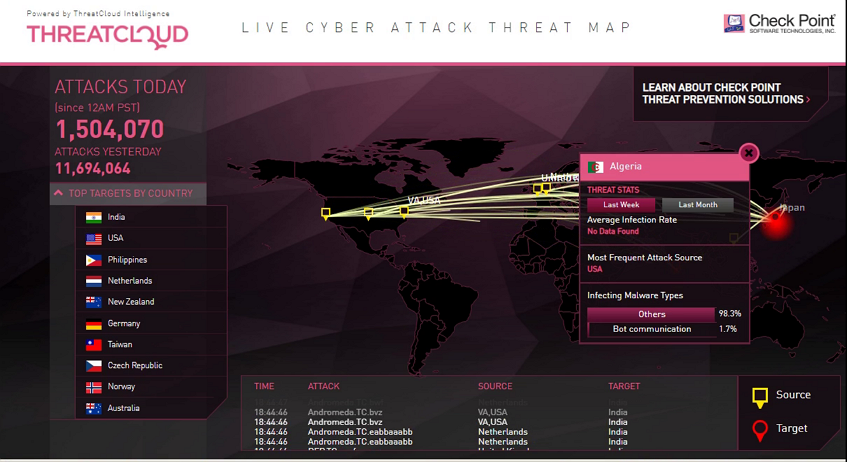 Powered by ThreatCloud Intelligence
THREATCLOUD
LIVE CYBER ATTACK THREAT MAP
Check Point
SOFTWARE TECHNOLOGIES, INC.
LEARN ABOUT CHECK POINT
THREAT PREVENTION SOLUTIONS >
ATTACKS TODAY
(since 12AM PST)
1,504,070
ATTACKS YESTERDAY
11,694,064
TOP TARGETS BY COUNTRY
India
USA
Philippines
Netherlands
New Zealand
Germany
Taiwan
Czech Republic
Norway
Australia
VA,USA
Japan
Algeria
THREAT STATS
Last Week
Last Month
Average Infection Rate
No Data Found
Most Frequent Attack Source
USA
Infecting Malware Types
Others 98.3%
Bot communication 1.7%
TIME ATTACK SOURCE TARGET
18:44:46 Andromeda.TC.bvz VA,USA India
18:44:46 Andromeda.TC.bvz VA,USA India
18:44:46 Andromeda.TC.eabbaaabb Netherlands India
18:44:46 Andromeda.TC.eabbaaabb Netherlands India
Source
Target